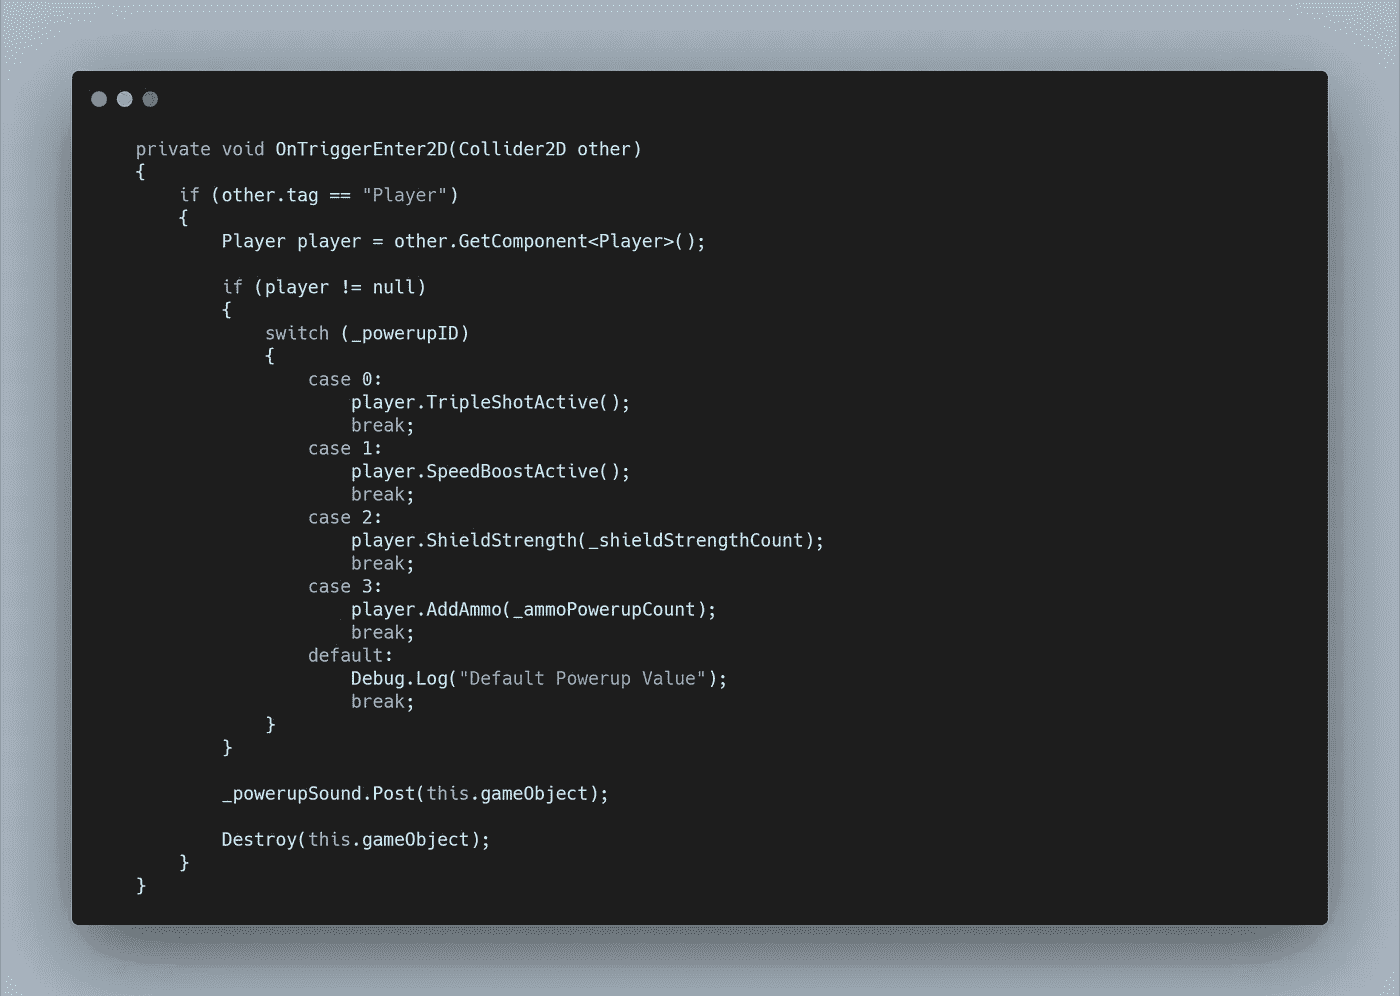 private void OnTriggerEnter2D(Collider2D other)
{
    if (other.tag == "Player")
    {
        Player player = other.GetComponent<Player>();

        if (player != null)
        {
            switch (_powerupID)
            {
                case 0:
                    player.TripleShotActive();
                    break;
                case 1:
                    player.SpeedBoostActive();
                    break;
                case 2:
                    player.ShieldStrength(_shieldStrengthCount);
                    break;
                case 3:
                    player.AddAmmo(_ammoPowerupCount);
                    break;
                default:
                    Debug.Log("Default Powerup Value");
                    break;
            }
        }

        _powerupSound.Post(this.gameObject);

        Destroy(this.gameObject);
    }
}